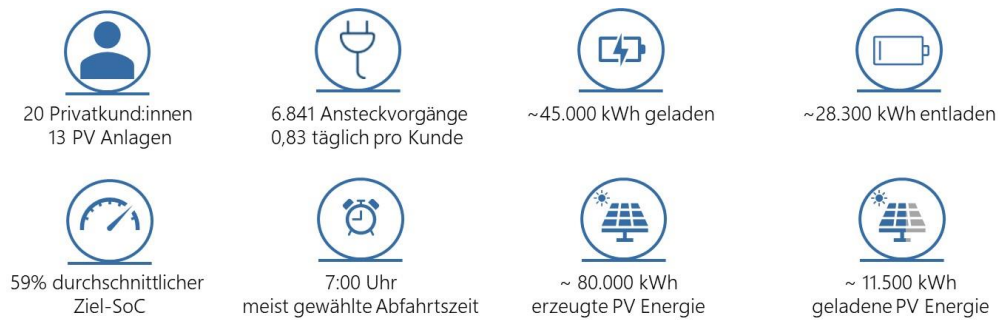 20 Privatkund:innen
13 PV Anlagen
6.841 Ansteckvorgänge
0,83 täglich pro Kunde
~45.000 kWh geladen
~28.300 kWh entladen
59% durchschnittlicher
Ziel-SoC
7:00 Uhr
meist gewählte Abfahrtszeit
~ 80.000 kWh
erzeugte PV Energie
~ 11.500 kWh
geladene PV Energie